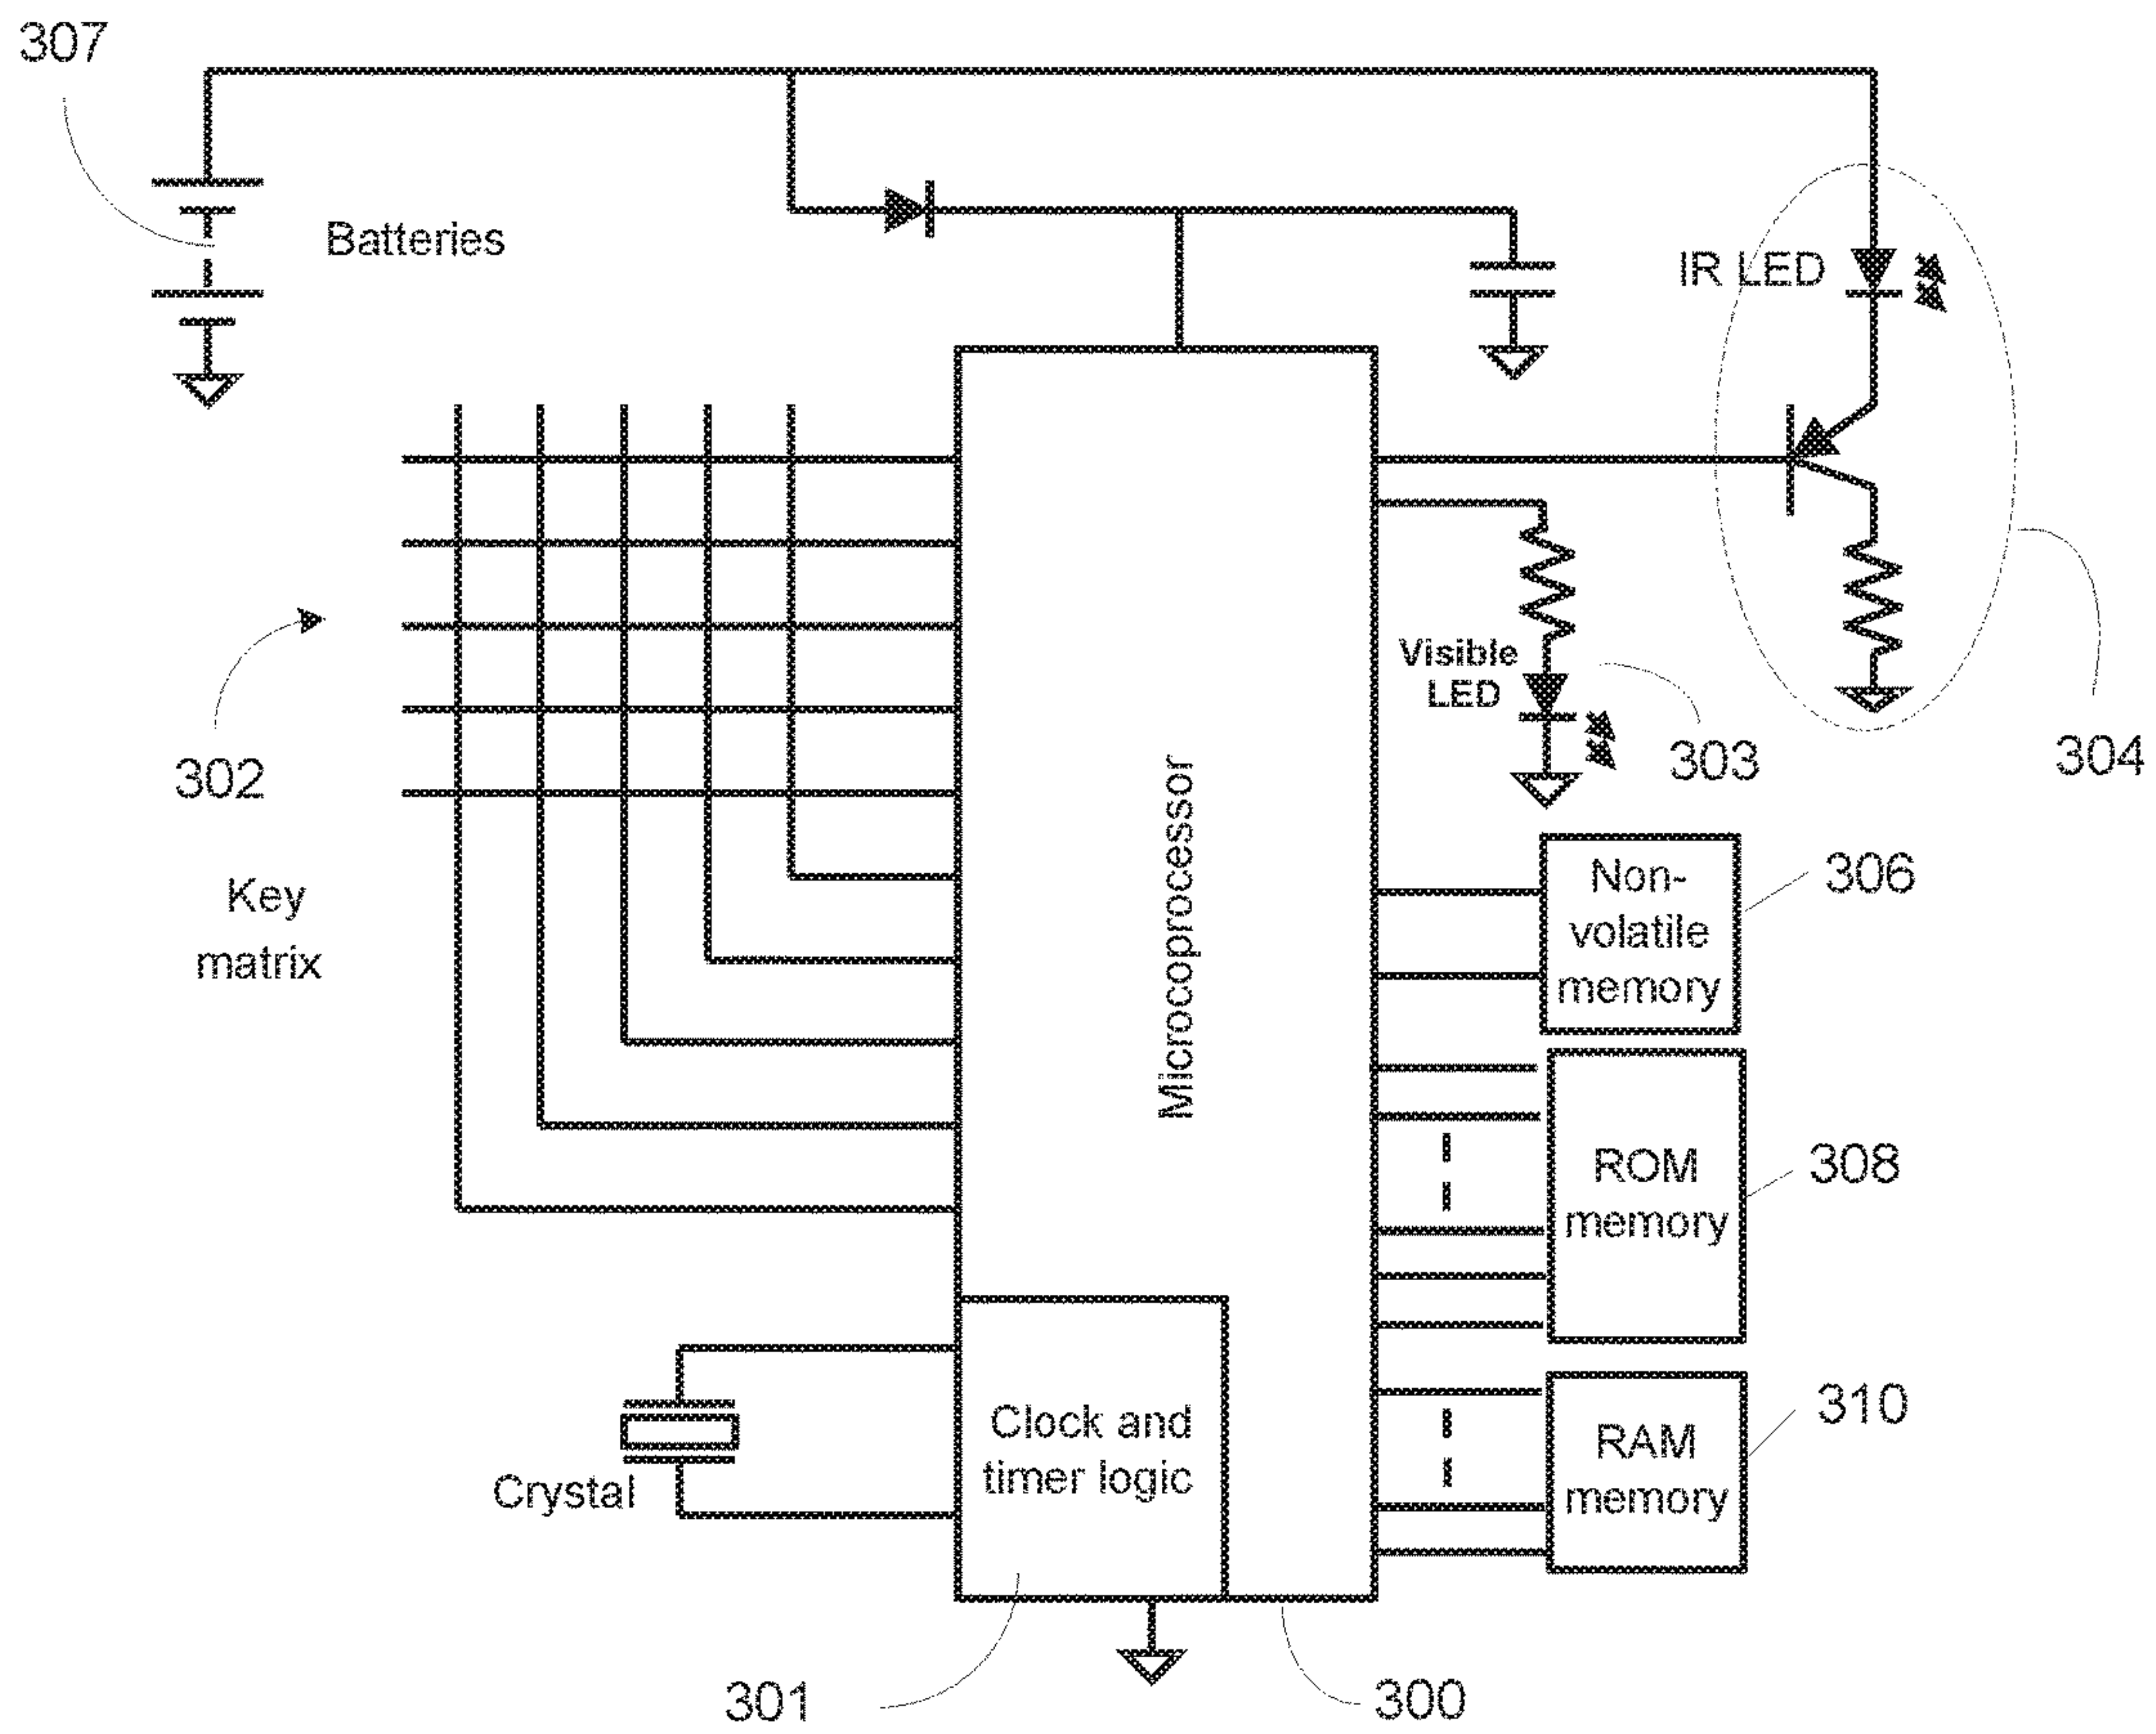 307
Batteries
IR LED
Visible
LED
303
304
302
Key
matrix
Microcoprocessor
Non-
volatile
memory
306
ROM
memory
308
RAM
memory
310
Clock and
timer logic
Crystal
301
300